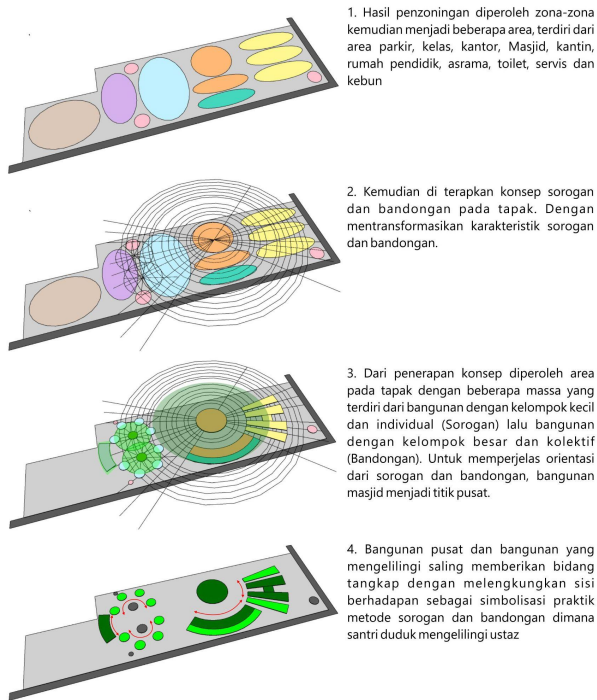 1. Hasil penzoningan diperoleh zona-zona
kemudian menjadi beberapa area, terdiri dari
area parkir, kelas, kantor, Masjid, kantin,
rumah pendidik, asrama, toilet, servis dan
kebun
2. Kemudian di terapkan konsep sorogan
dan bandongan pada tapak. Dengan
mentransformasikan karakteristik sorogan
dan bandongan.
3. Dari penerapan konsep diperoleh area
pada tapak dengan beberapa massa yang
terdiri dari bangunan dengan kelompok kecil
dan individual (Sorogan) lalu bangunan
dengan kelompok besar dan kolektif
(Bandongan). Untuk memperjelas orientasi
dari sorogan dan bandongan, bangunan
masjid menjadi titik pusat.
4. Bangunan pusat dan bangunan yang
mengelilingi saling memberikan bidang
tangkap dengan melengkungkan sisi
berhadapan sebagai simbolisasi praktik
metode sorogan dan bandongan dimana
santri duduk mengelilingi ustaz